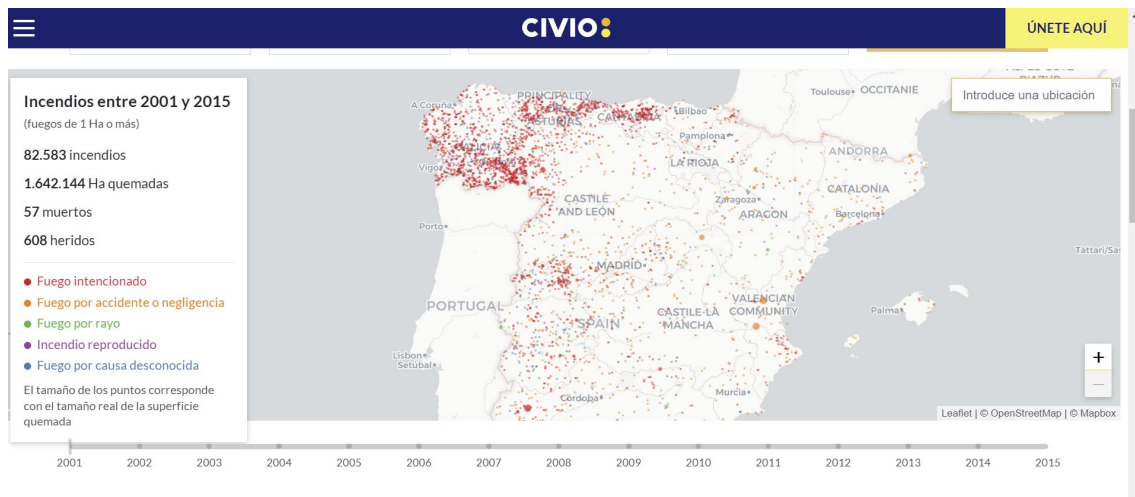 CIVIO
ÚNETE AQUÍ
Incendios entre 2001 y 2015
(fuegos de 1 Ha o más)
82.583 incendios
1.642.144 Ha quemadas
57 muertos
608 heridos
Fuego intencionado
Fuego por accidente o negligencia
Fuego por rayo
Incendio reproducido
Fuego por causa desconocida
El tamaño de los puntos corresponde
con el tamaño real de la superficie
quemada
Introduce una ubicación
Toulouse
OCCITANIE
A Coruña
PRINCIPALITY
ASTURIAS
Bilbao
Pamplona
Vigo
LA RIOJA
ANDORRA
CASTILE
AND LEÓN
Zaragoza
ARAGON
CATALONIA
Barcelona
Porto
MADRID
Tàttari/Sas
PORTUGAL
SPAIN
CASTILE-LA
MANCHA
VALENCIAN
COMMUNITY
Palma
Lisbon
Setúbal
Córdoba
Murcia
+
−
Leaflet | © OpenStreetMap | © Mapbox
2001 2002 2003 2004 2005 2006 2007 2008 2009 2010 2011 2012 2013 2014 2015